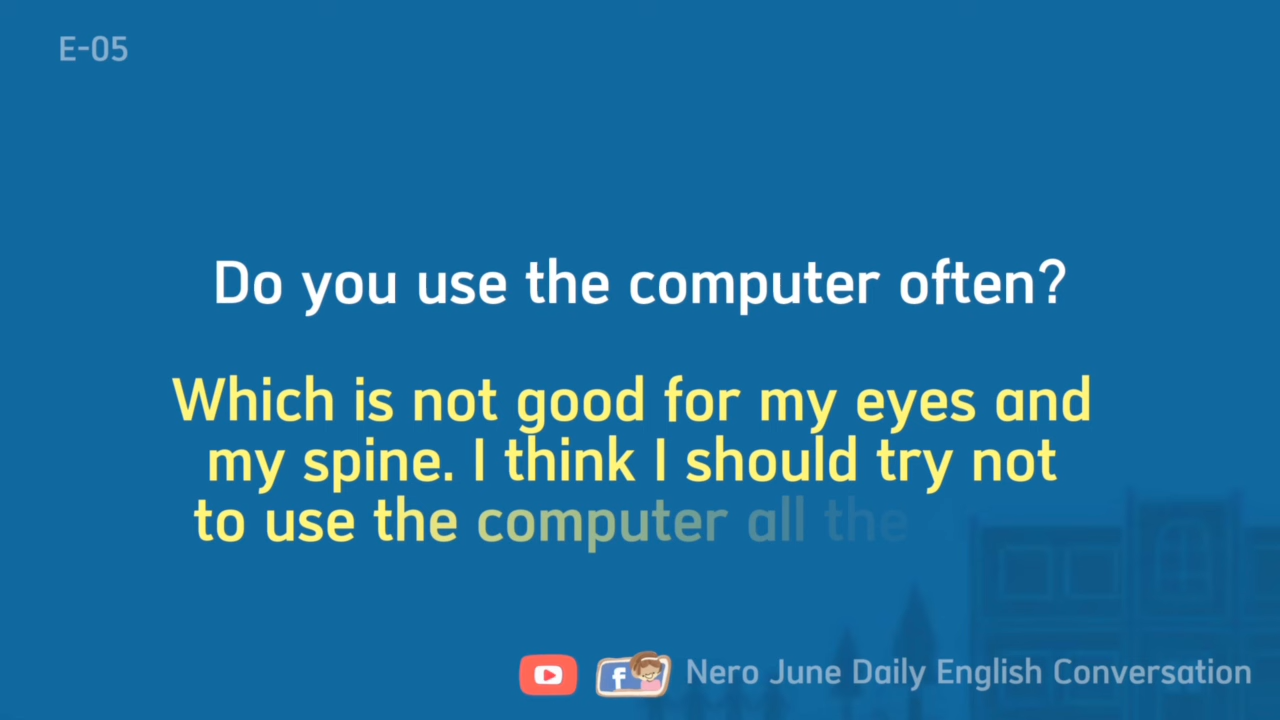 E-05
Do you use the computer often?
Which is not good for my eyes and
my spine. I think I should try not
to use the computer all the
Nero June Daily English Conversation